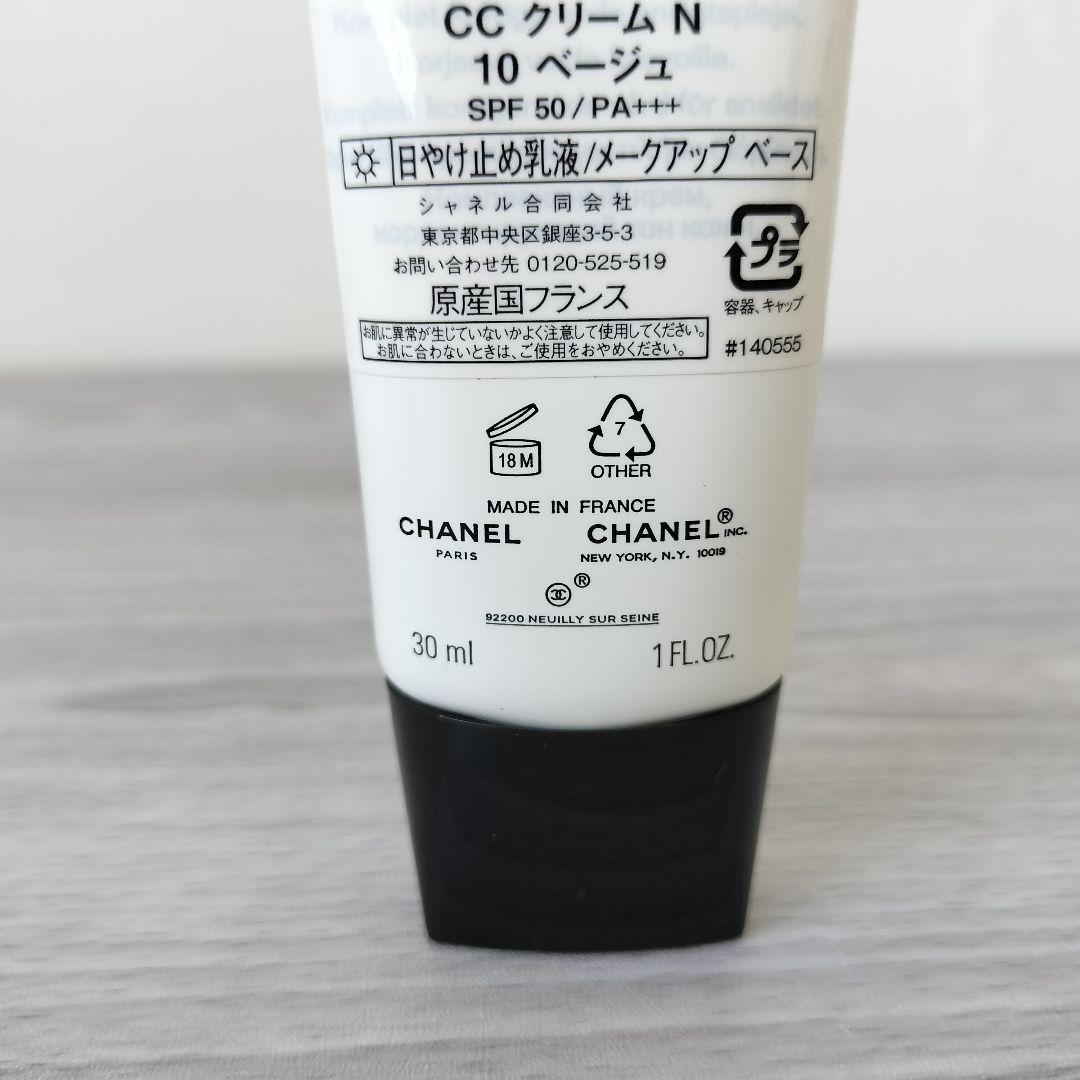 CC クリーム N
10 ベージュ
SPF 50/PA+++
日やけ止め乳液/メークアップ ベース
シャネル合同会社
東京都中央区銀座3-5-3
お問い合わせ先 0120-525-519
原産国フランス
プラ
容器、キャップ
お肌に異常が生じていないかよく注意して使用してください。
お肌に合わないときは、ご使用をおやめください。
#140555
18 M
7
OTHER
MADE IN FRANCE
CHANEL
PARIS
CHANEL® INC.
NEW YORK, N.Y. 10019
®
92200 NEUILLY SUR SEINE
30 ml
1 FL.OZ.